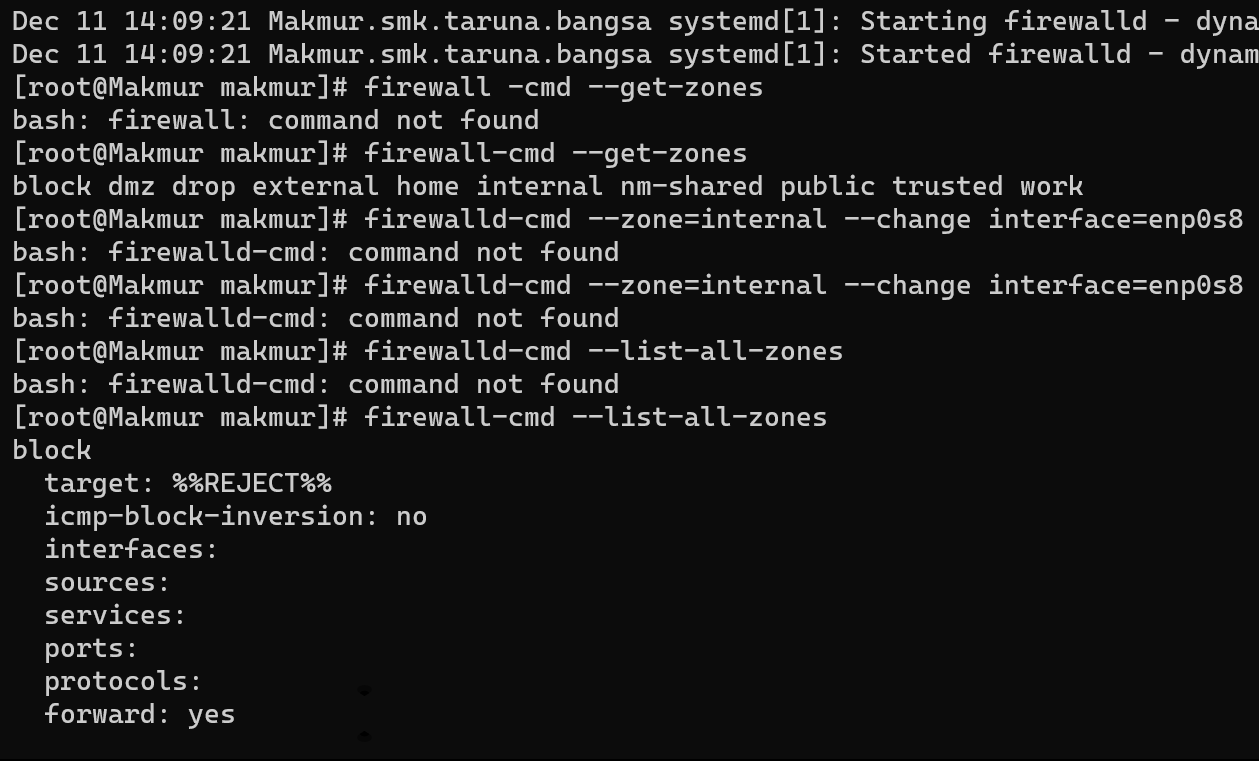 Dec 11 14:09:21 Makmur.smk.taruna.bangsa systemd[1]: Starting firewalld - dyna
Dec 11 14:09:21 Makmur.smk.taruna.bangsa systemd[1]: Started firewalld - dynam
[root@Makmur makmur]# firewall -cmd --get-zones
bash: firewall: command not found
[root@Makmur makmur]# firewall-cmd --get-zones
block dmz drop external home internal nm-shared public trusted work
[root@Makmur makmur]# firewalld-cmd --zone=internal --change interface=enp0s8
bash: firewalld-cmd: command not found
[root@Makmur makmur]# firewalld-cmd --zone=internal --change interface=enp0s8
bash: firewalld-cmd: command not found
[root@Makmur makmur]# firewalld-cmd --list-all-zones
bash: firewalld-cmd: command not found
[root@Makmur makmur]# firewall-cmd --list-all-zones
block
  target: %%REJECT%%
  icmp-block-inversion: no
  interfaces:
  sources:
  services:
  ports:
  protocols:
  forward: yes